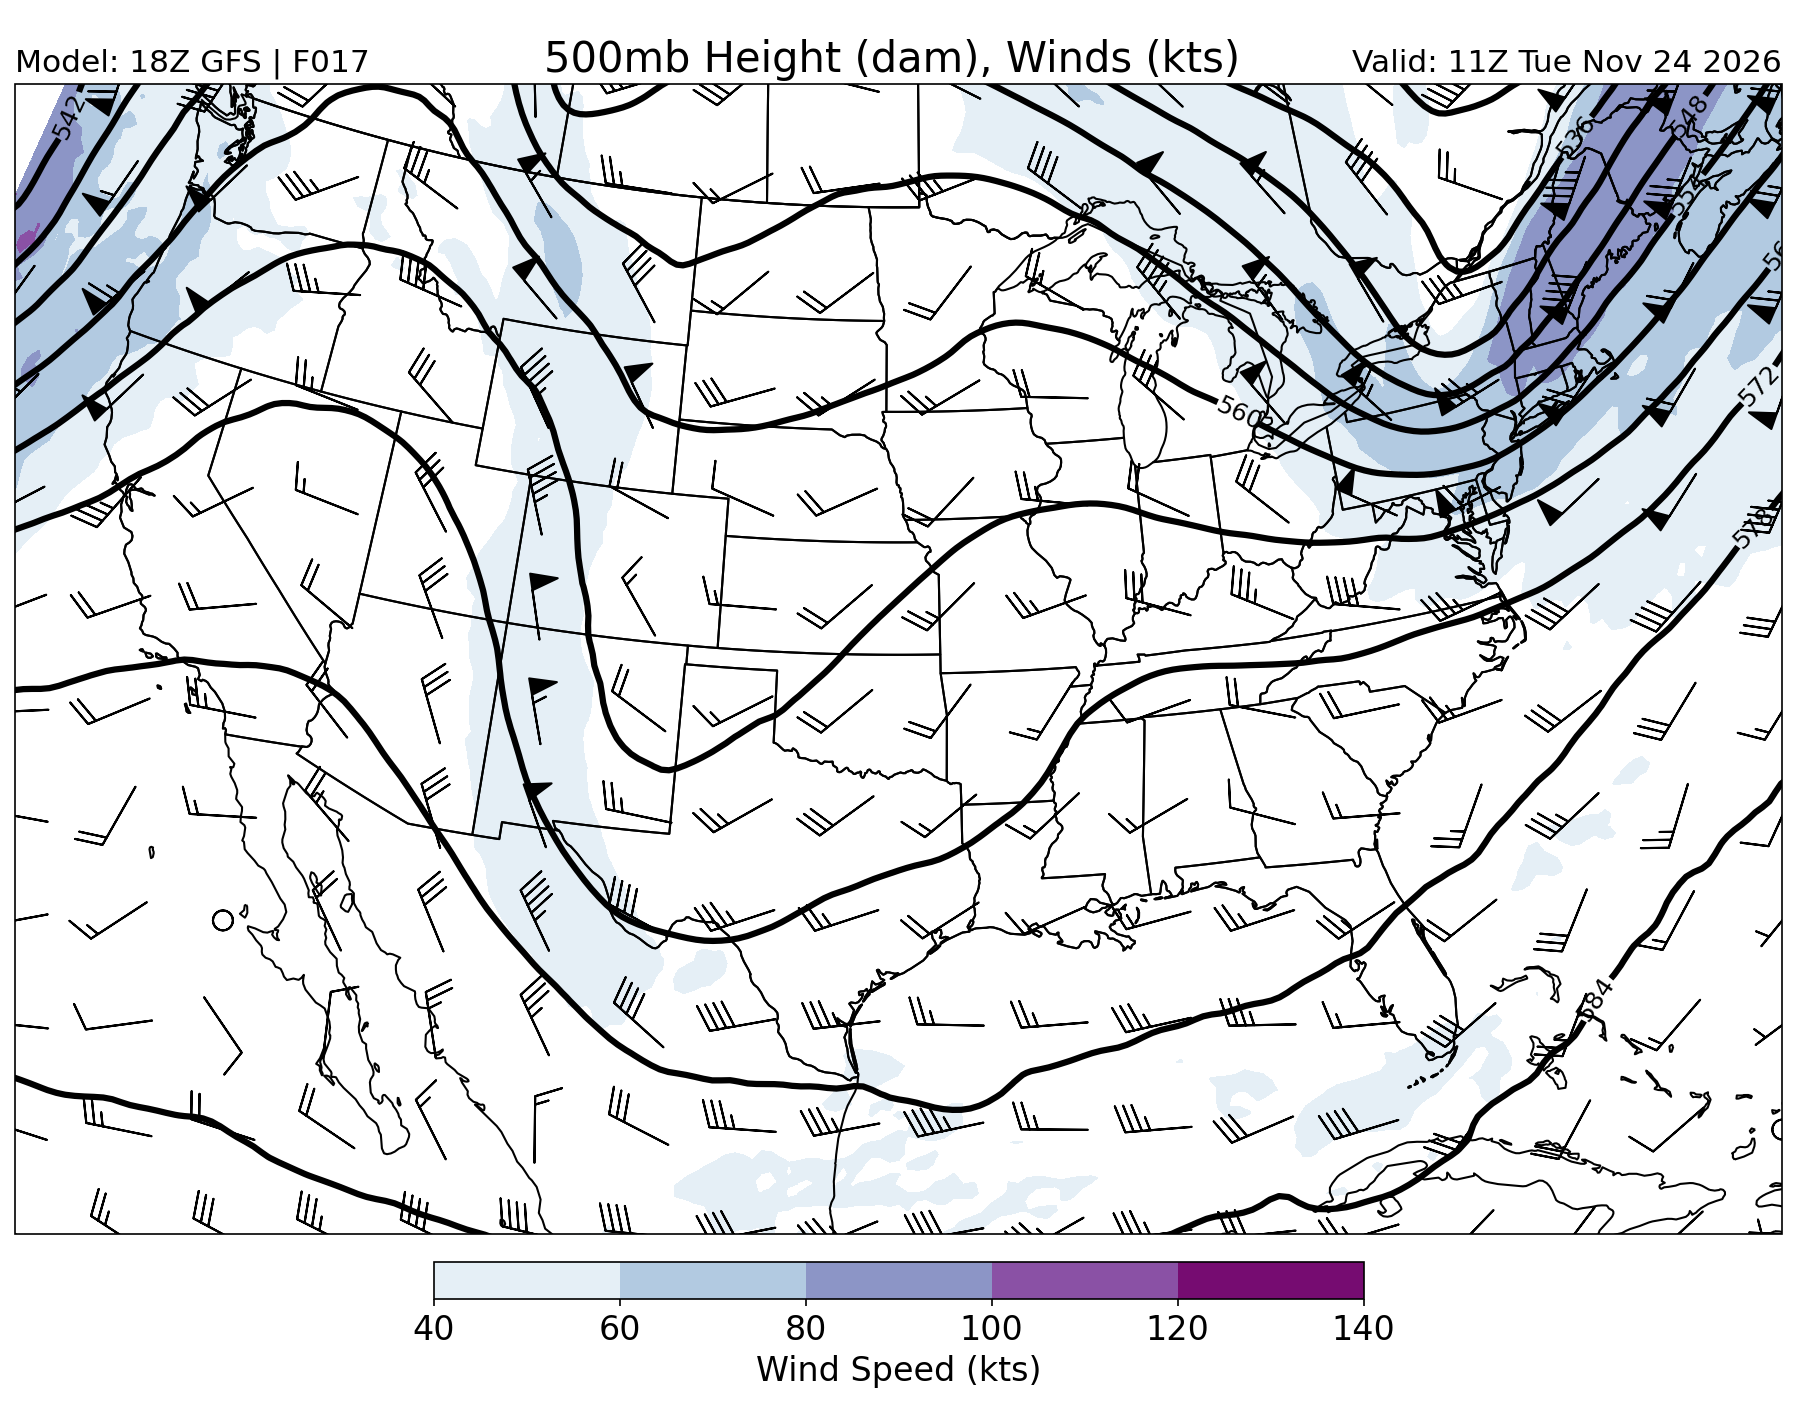 Model: 18Z GFS | F017
500mb Height (dam), Winds (kts)
Valid: 11Z Tue Nov 24 2026
542
536
548
554
560
572
578
584
40 60 80 100 120 140
Wind Speed (kts)